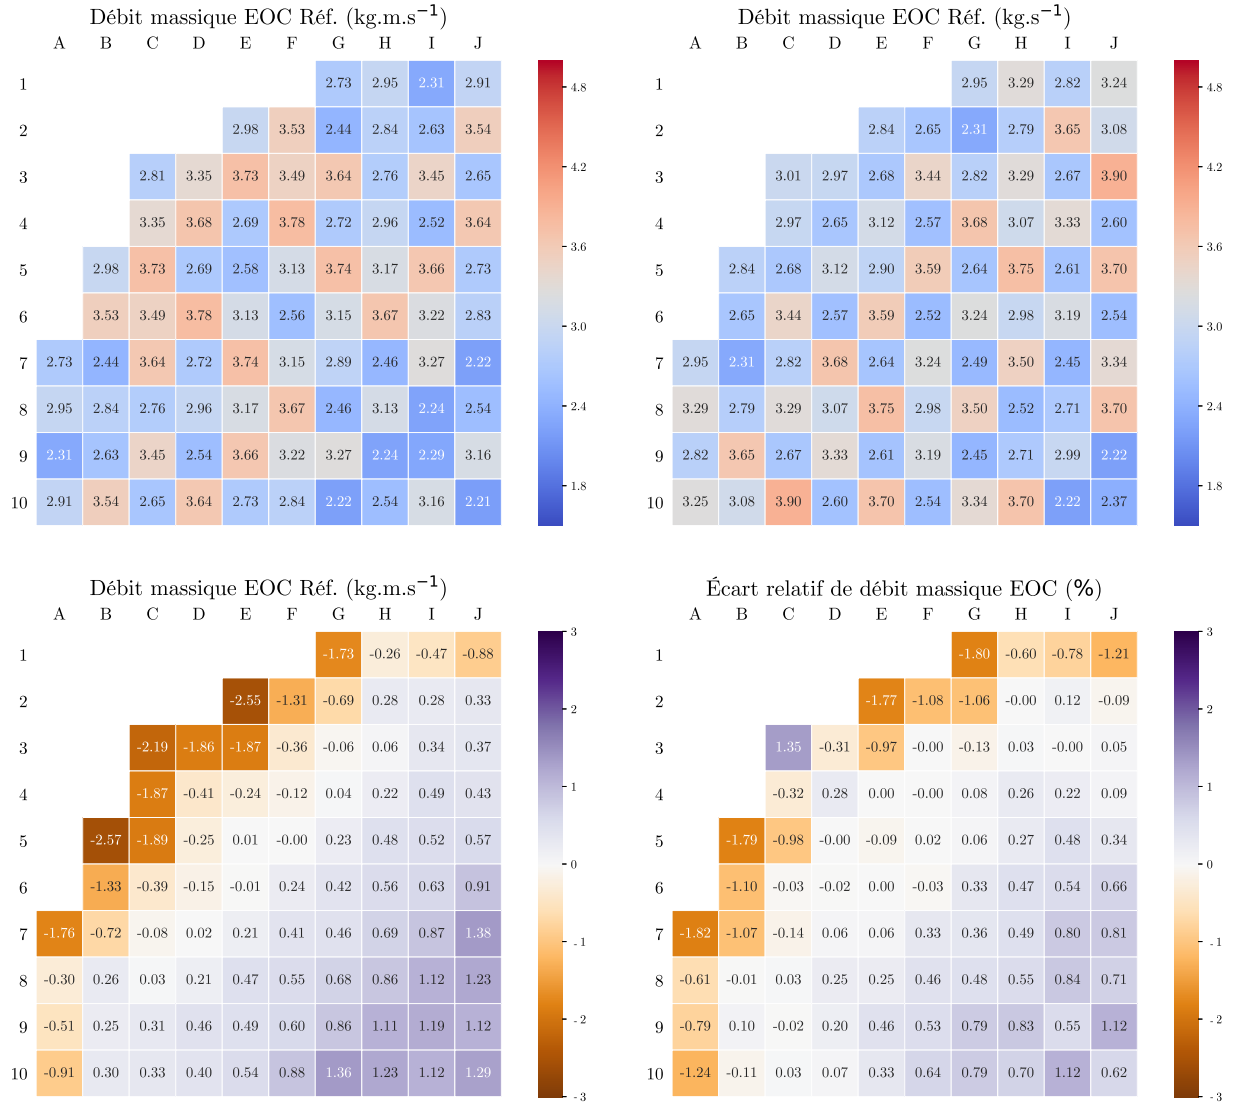 Débit massique EOC Réf. (kg.m.s⁻¹)
A B C D E F G H I J
1 2.73 2.95 2.31 2.91
2 2.98 3.53 2.44 2.84 2.63 3.54
3 2.81 3.35 3.73 3.49 3.64 2.76 3.45 2.65
4 3.35 3.68 2.69 3.78 2.72 2.96 2.52 3.64
5 2.98 3.73 2.69 2.58 3.13 3.74 3.17 3.66 2.73
6 3.53 3.49 3.78 3.13 2.56 3.15 3.67 3.22 2.83
7 2.73 2.44 3.64 2.72 3.74 3.15 2.89 2.46 3.27 2.22
8 2.95 2.84 2.76 2.96 3.17 3.67 2.46 3.13 2.24 2.54
9 2.31 2.63 3.45 2.54 3.66 3.22 3.27 2.24 2.29 3.16
10 2.91 3.54 2.65 3.64 2.73 2.84 2.22 2.54 3.16 2.21
4.8
4.2
3.6
3.0
2.4
1.8
Débit massique EOC Réf. (kg.m.s⁻¹)
A B C D E F G H I J
1 2.95 3.29 2.82 3.24
2 2.84 2.65 2.31 2.79 3.65 3.08
3 3.01 2.97 2.68 3.44 2.82 3.29 2.67 3.90
4 2.97 2.65 3.12 2.57 3.68 3.07 3.33 2.60
5 2.84 2.68 3.12 2.90 3.59 2.64 3.75 2.61 3.70
6 2.65 3.44 2.57 3.59 2.52 3.24 2.98 3.19 2.54
7 2.95 2.31 2.82 3.68 2.64 3.24 2.49 3.50 2.45 3.34
8 3.29 2.79 3.29 3.07 3.75 2.98 3.50 2.52 2.71 3.70
9 2.82 3.65 2.67 3.33 2.61 3.19 2.45 2.71 2.99 2.22
10 3.25 3.08 3.90 2.60 3.70 2.54 3.34 3.70 2.22 2.37
4.8
4.2
3.6
3.0
2.4
1.8
Débit massique EOC Réf. (kg.m.s⁻¹)
A B C D E F G H I J
1 -1.73 -0.26 -0.47 -0.88
2 -2.55 -1.31 -0.69 0.28 0.28 0.33
3 -2.19 -1.86 -1.87 -0.36 -0.06 0.06 0.34 0.37
4 -1.87 -0.41 -0.24 -0.12 0.04 0.22 0.49 0.43
5 -2.57 -1.89 -0.25 0.01 -0.00 0.23 0.48 0.52 0.57
6 -1.33 -0.39 -0.15 -0.01 0.24 0.42 0.56 0.63 0.91
7 -1.76 -0.72 -0.08 0.02 0.21 0.41 0.46 0.69 0.87 1.38
8 -0.30 0.26 0.03 0.21 0.47 0.55 0.68 0.86 1.12 1.23
9 -0.51 0.25 0.31 0.46 0.49 0.60 0.86 1.11 1.19 1.12
10 -0.91 0.30 0.33 0.40 0.54 0.88 1.36 1.23 1.12 1.29
3
2
1
0
-1
-2
-3
Écart relatif de débit massique EOC (%)
A B C D E F G H I J
1 -1.80 -0.60 -0.78 -1.21
2 -1.77 -1.08 -1.06 -0.00 0.12 -0.09
3 1.35 -0.31 -0.97 -0.00 -0.13 0.03 -0.00 0.05
4 -0.32 0.28 0.00 -0.00 0.08 0.26 0.22 0.09
5 -1.79 -0.98 -0.00 -0.09 0.02 0.06 0.27 0.48 0.34
6 -1.10 -0.03 -0.02 0.00 -0.03 0.33 0.47 0.54 0.66
7 -1.82 -1.07 -0.14 0.06 0.06 0.33 0.36 0.49 0.80 0.81
8 -0.61 -0.01 0.03 0.25 0.25 0.46 0.48 0.55 0.84 0.71
9 -0.79 0.10 -0.02 0.20 0.46 0.53 0.79 0.83 0.55 1.12
10 -1.24 -0.11 0.03 0.07 0.33 0.64 0.79 0.70 1.12 0.62
3
2
1
0
-1
-2
-3